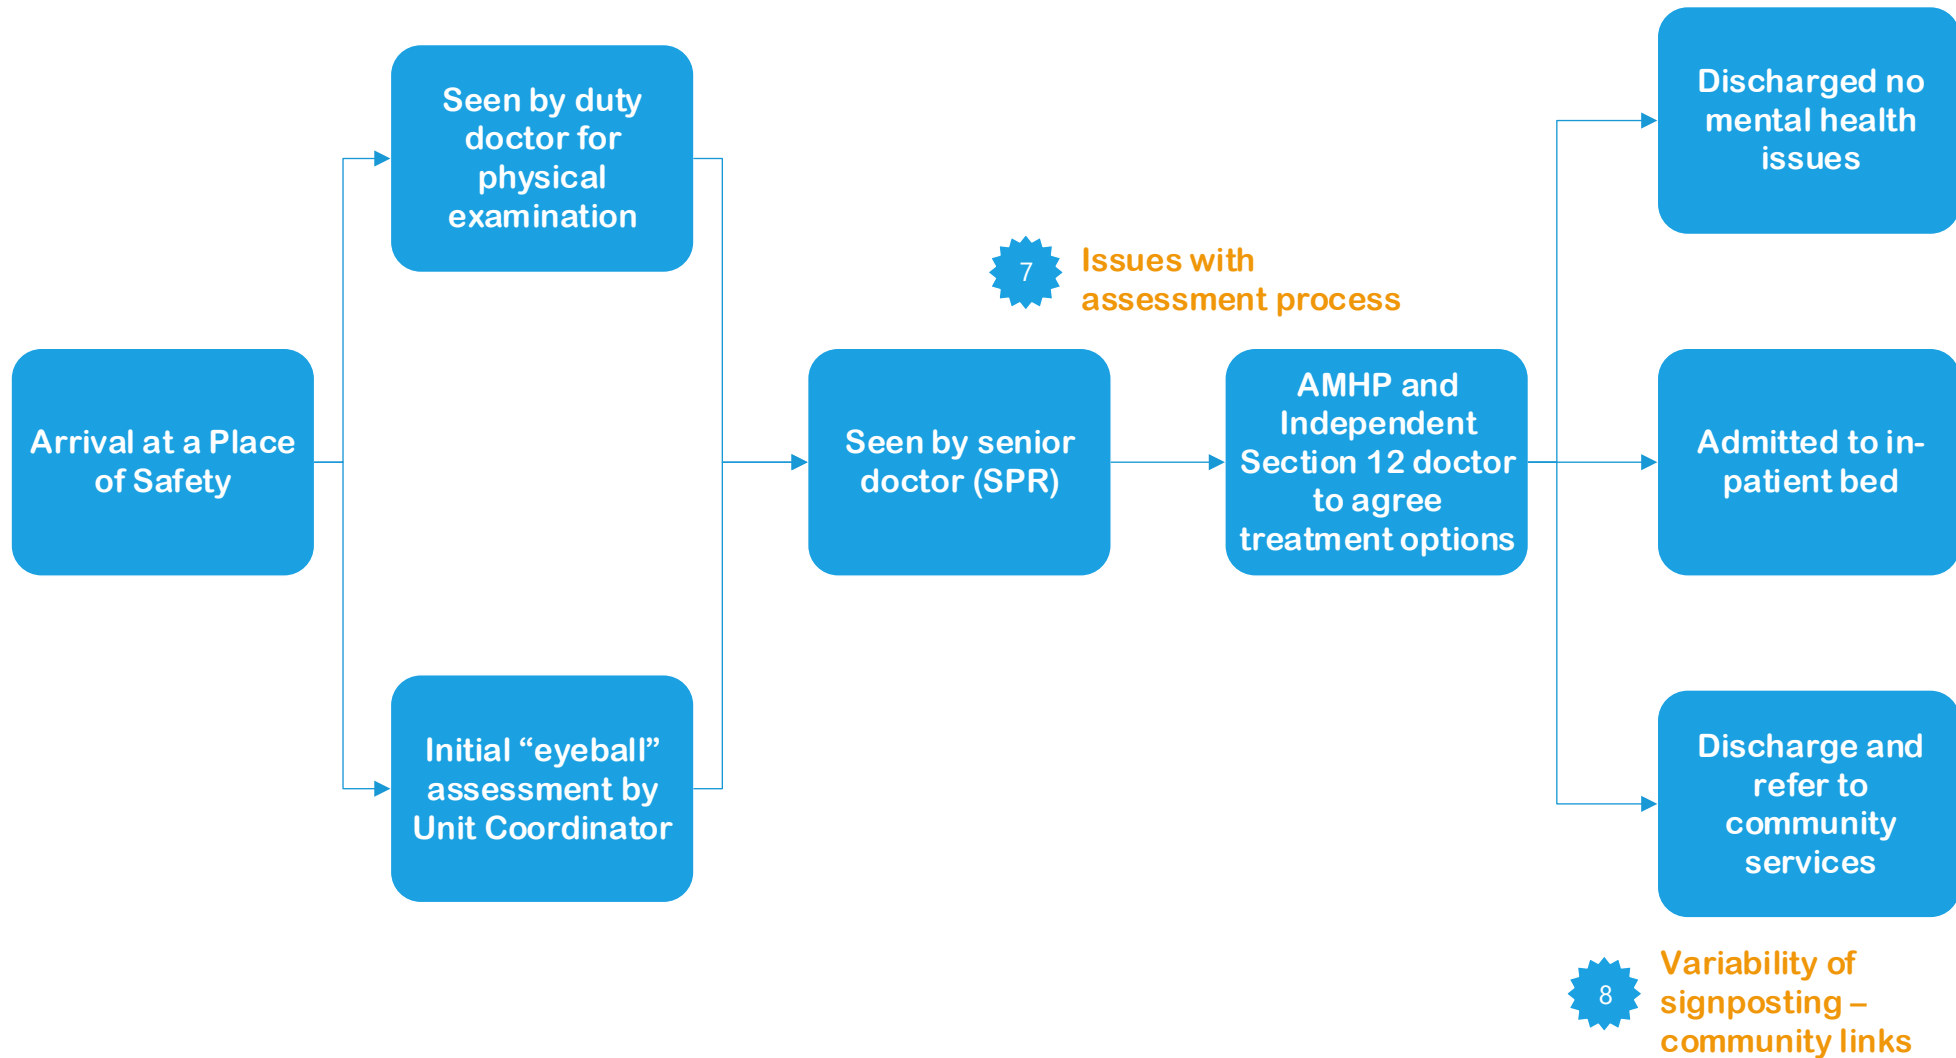 Arrival at a Place
of Safety
Seen by duty
doctor for
physical
examination
Initial “eyeball”
assessment by
Unit Coordinator
Seen by senior
doctor (SPR)
7
Issues with
assessment process
AMHP and
Independent
Section 12 doctor
to agree
treatment options
Discharged no
mental health
issues
Admitted to in-
patient bed
Discharge and
refer to
community
services
8
Variability of
signposting –
community links